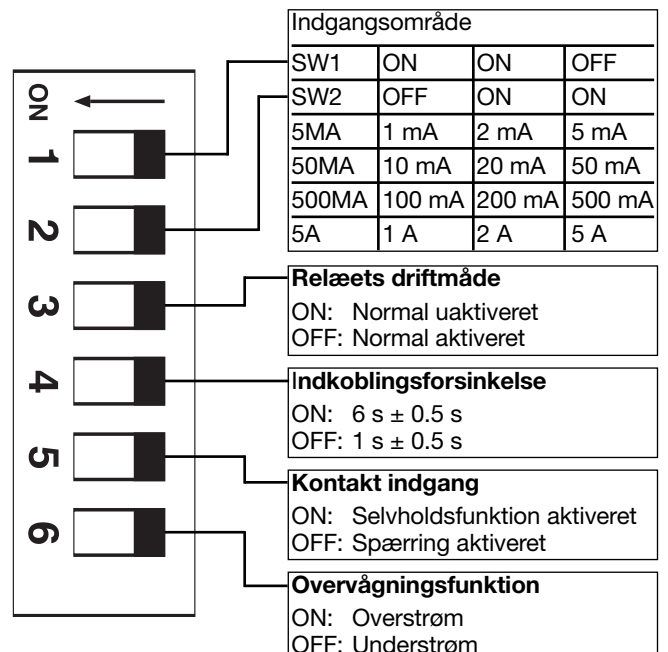 Indgangsområde
SW1 ON ON OFF
SW2 OFF ON ON
5MA 1 mA 2 mA 5 mA
50MA 10 mA 20 mA 50 mA
500MA 100 mA 200 mA 500 mA
5A 1 A 2 A 5 A
ON
1
2
3
4
5
6
Relæets driftmåde
ON: Normal uaktiveret
OFF: Normal aktiveret
Indkoblingsforsinkelse
ON: 6 s ± 0.5 s
OFF: 1 s ± 0.5 s
Kontakt indgang
ON: Selvholdsfunktion aktiveret
OFF: Spærring aktiveret
Overvågningsfunktion
ON: Overstrøm
OFF: Understrøm